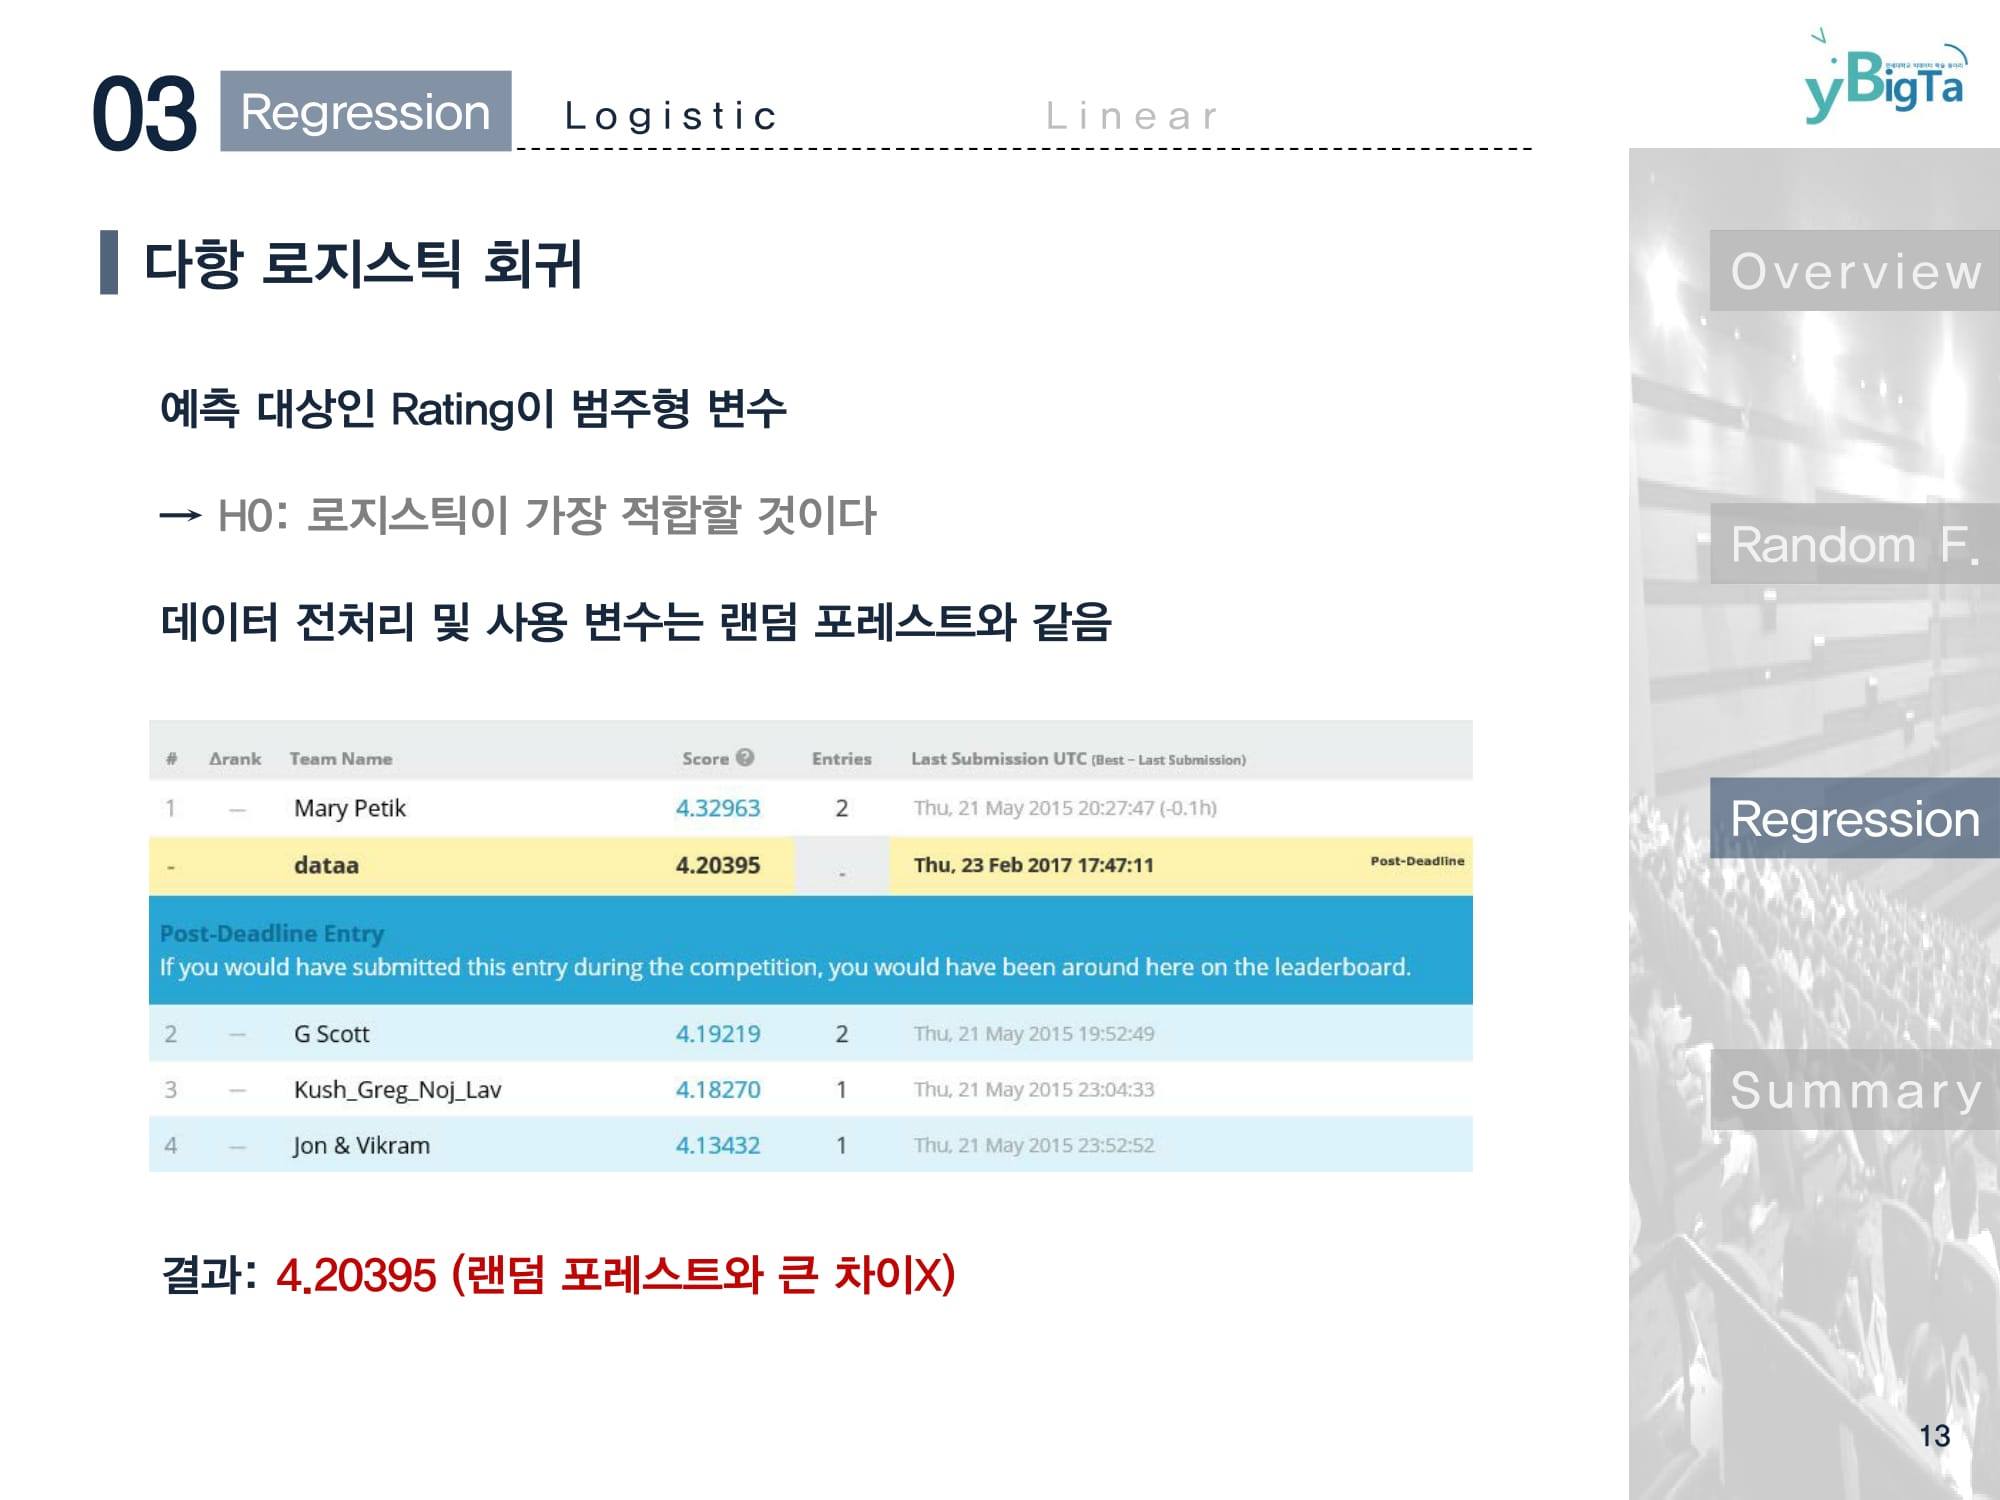 03 Regression Logistic Linear
yBigTa
다항 로지스틱 회귀
예측 대상인 Rating이 범주형 변수
→ H0: 로지스틱이 가장 적합할 것이다
데이터 전처리 및 사용 변수는 랜덤 포레스트와 같음
# Δrank Team Name Score ? Entries Last Submission UTC (Best – Last Submission)
1 — Mary Petik 4.32963 2 Thu, 21 May 2015 20:27:47 (-0.1h)
- dataa 4.20395 - Thu, 23 Feb 2017 17:47:11 Post-Deadline
Post-Deadline Entry
If you would have submitted this entry during the competition, you would have been around here on the leaderboard.
2 — G Scott 4.19219 2 Thu, 21 May 2015 19:52:49
3 — Kush_Greg_Noj_Lav 4.18270 1 Thu, 21 May 2015 23:04:33
4 — Jon & Vikram 4.13432 1 Thu, 21 May 2015 23:52:52
결과: 4.20395 (랜덤 포레스트와 큰 차이X)
Overview
Random F.
Regression
Summary
13